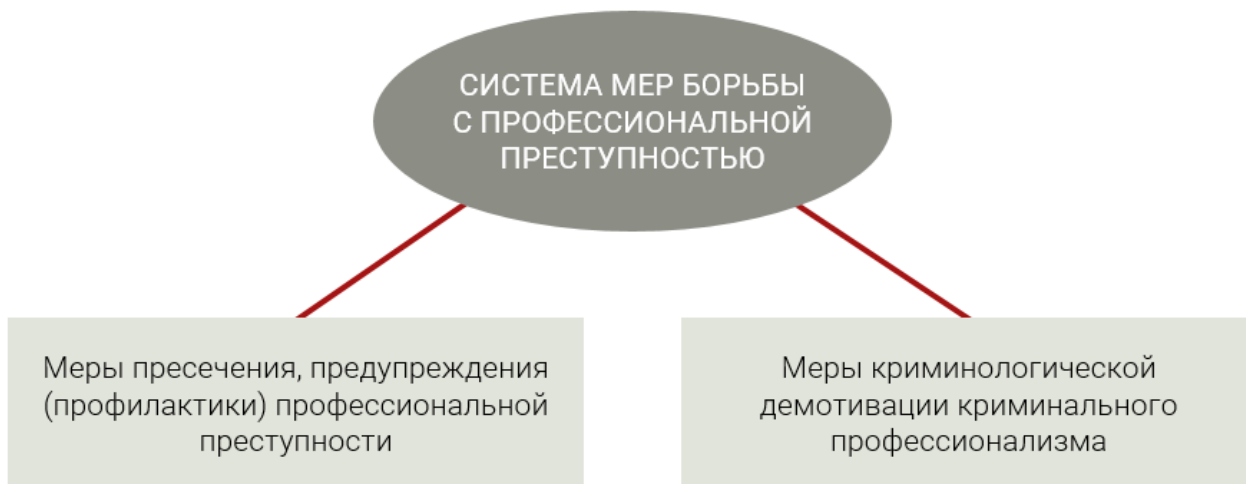 СИСТЕМА МЕР БОРЬБЫ
С ПРОФЕССИОНАЛЬНОЙ
ПРЕСТУПНОСТЬЮ
Меры пресечения, предупреждения
(профилактики) профессиональной
преступности
Меры криминологической
демотивации криминального
профессионализма